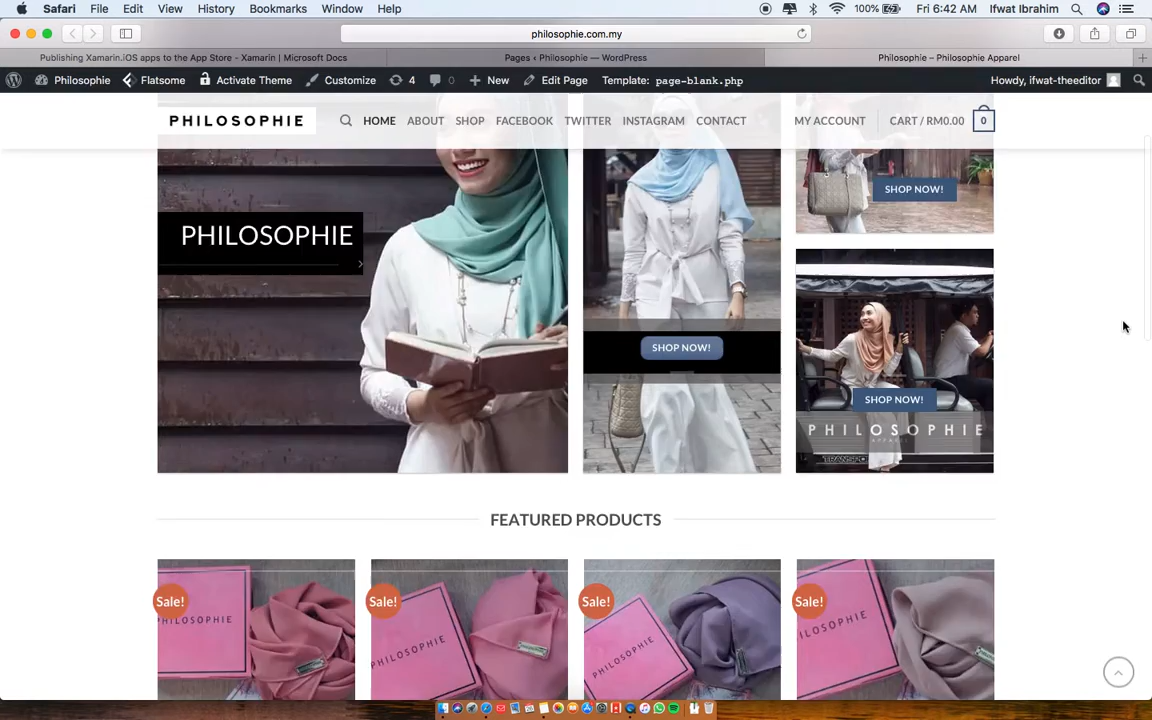 Safari File Edit View History Bookmarks Window Help 100% Fri 6:42 AM Ifwat Ibrahim
philosophie.com.my
Publishing Xamarin.iOS apps to the App Store - Xamarin | Microsoft Docs Pages ‹ Philosophie — WordPress Philosophie – Philosophie Apparel
Philosophie Flatsome Activate Theme Customize 4 0 New Edit Page Template: page-blank.php Howdy, ifwat-theeditor
PHILOSOPHIE HOME ABOUT SHOP FACEBOOK TWITTER INSTAGRAM CONTACT MY ACCOUNT CART / RM0.00 0
SHOP NOW!
PHILOSOPHIE
SHOP NOW!
SHOP NOW!
PHILOSOPHIE
APPAREL
FEATURED PRODUCTS
Sale! Sale! Sale! Sale!
PHILOSOPHIE PHILOSOPHIE PHILOSOPHIE PHILOSOPHIE